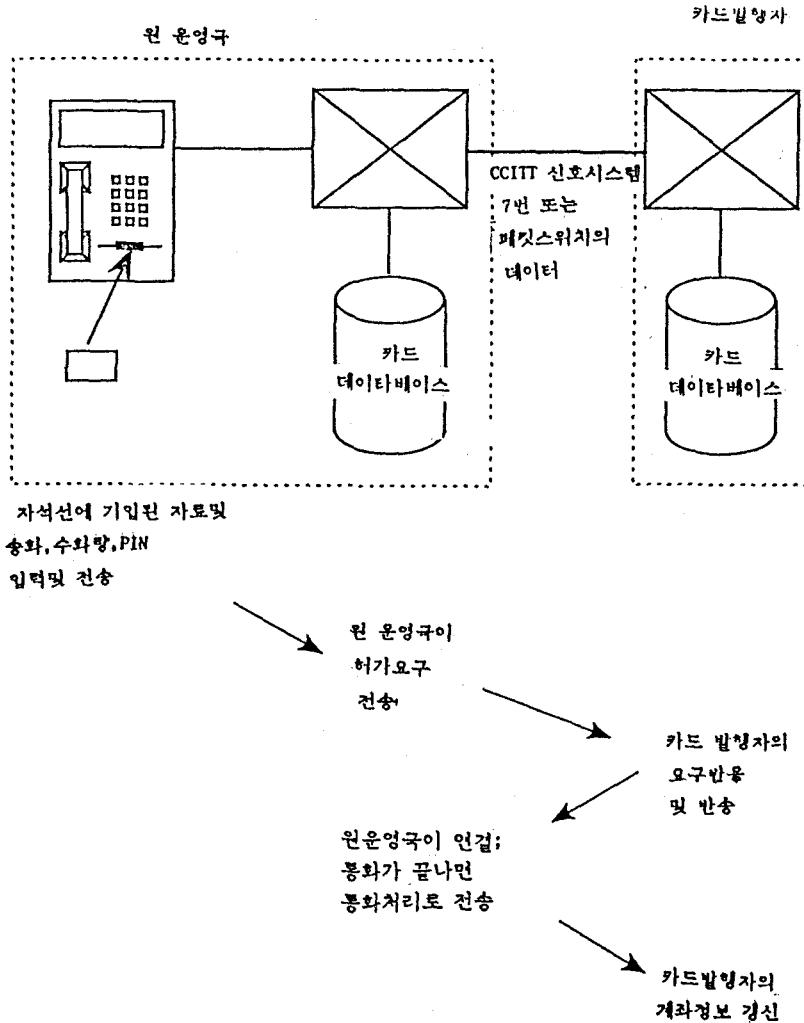 카드발행자
원 운영국
CCITT 신호시스템
7번 또는
패킷스위치의
데이터
카드
데이타베이스
카드
데이타베이스
자석선에 기입된 자료및
송화,수화향,PIN
입력및 전송
원 운영국이
허가요구
전송
카드 발행자의
요구반응
및 반송
원운영국이 연결;
통화가 끝나면
통화처리로 전송
카드발행자의
계좌정보 갱신